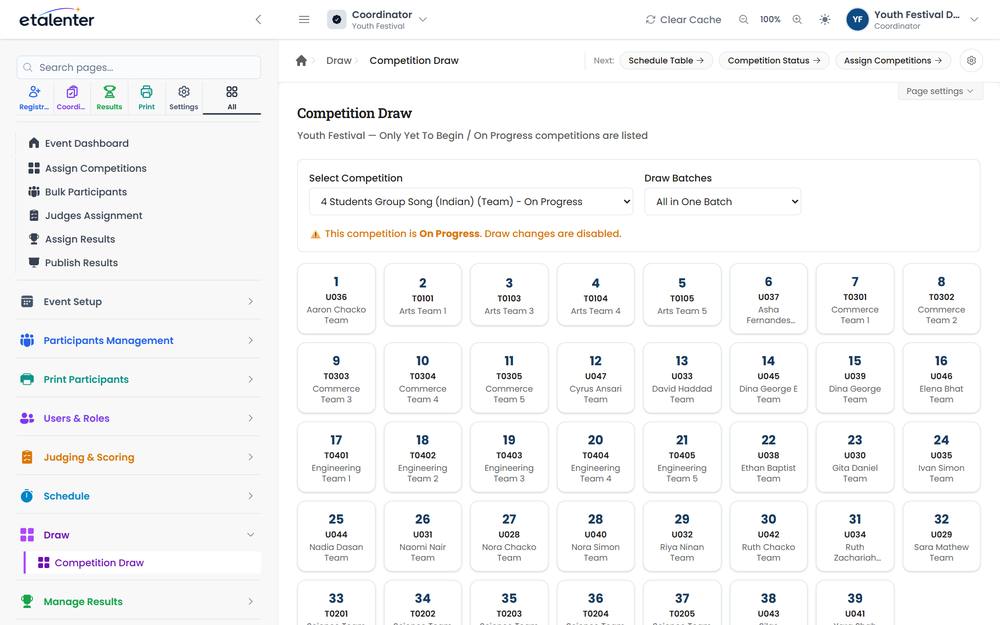 etalenter
Coordinator
Youth Festival
Clear Cache
100%
YF
Youth Festival D...
Coordinator
Search pages...
Registr...
Coordi...
Results
Print
Settings
All
Event Dashboard
Assign Competitions
Bulk Participants
Judges Assignment
Assign Results
Publish Results
Event Setup
Participants Management
Print Participants
Users & Roles
Judging & Scoring
Schedule
Draw
Competition Draw
Manage Results
Draw
Competition Draw
Next:
Schedule Table →
Competition Status →
Assign Competitions →
Page settings
Competition Draw
Youth Festival — Only Yet To Begin / On Progress competitions are listed
Select Competition
4 Students Group Song (Indian) (Team) - On Progress
Draw Batches
All in One Batch
This competition is On Progress. Draw changes are disabled.
1
U036
Aaron Chacko
Team
2
T0101
Arts Team 1
3
T0103
Arts Team 3
4
T0104
Arts Team 4
5
T0105
Arts Team 5
6
U037
Asha
Fernandes...
7
T0301
Commerce
Team 1
8
T0302
Commerce
Team 2
9
T0303
Commerce
Team 3
10
T0304
Commerce
Team 4
11
T0305
Commerce
Team 5
12
U047
Cyrus Ansari
Team
13
U033
David Haddad
Team
14
U045
Dina George E
Team
15
U039
Dina George
Team
16
U046
Elena Bhat
Team
17
T0401
Engineering
Team 1
18
T0402
Engineering
Team 2
19
T0403
Engineering
Team 3
20
T0404
Engineering
Team 4
21
T0405
Engineering
Team 5
22
U038
Ethan Baptist
Team
23
U030
Gita Daniel
Team
24
U035
Ivan Simon
Team
25
U044
Nadia Dasan
Team
26
U031
Naomi Nair
Team
27
U028
Nora Chacko
Team
28
U040
Nora Simon
Team
29
U032
Riya Ninan
Team
30
U042
Ruth Chacko
Team
31
U034
Ruth
Zachariah...
32
U029
Sara Mathew
Team
33
T0201
34
T0202
35
T0203
36
T0204
37
T0205
38
U043
39
U041